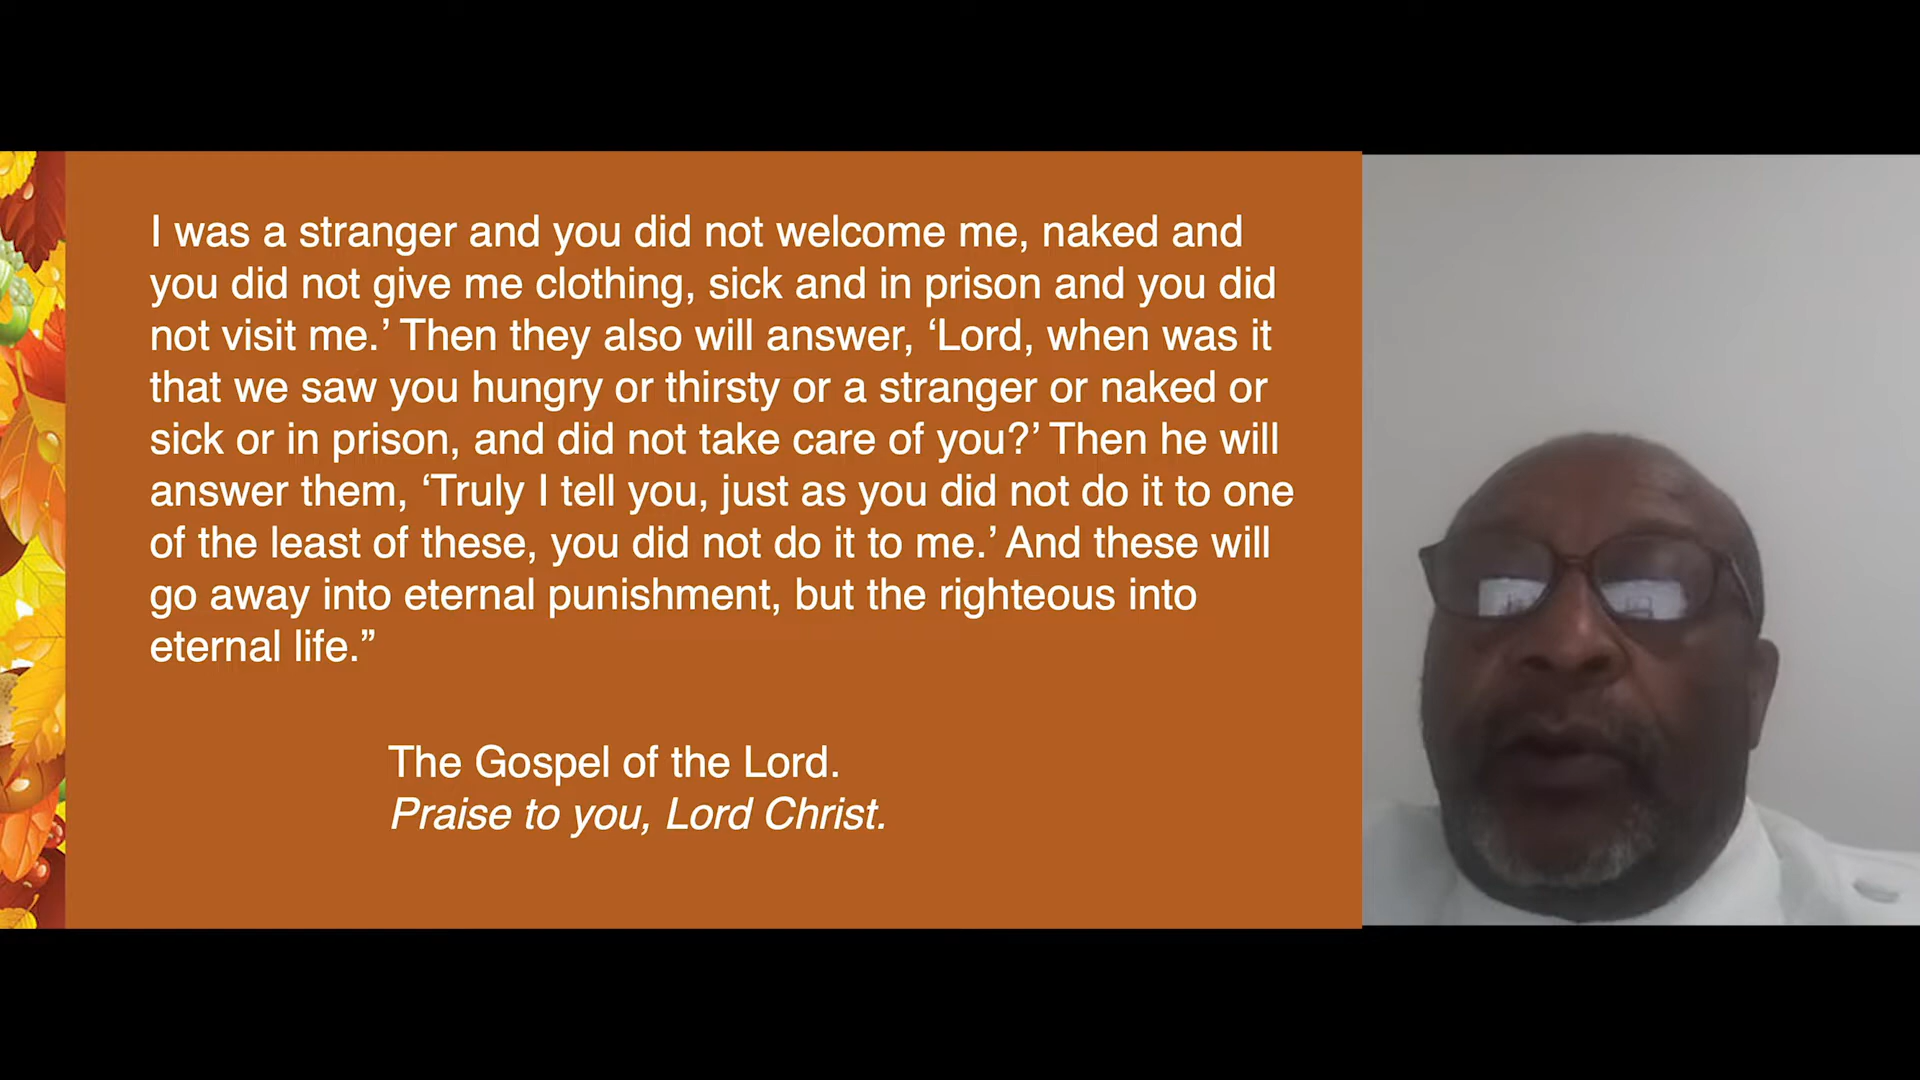 I was a stranger and you did not welcome me, naked and
you did not give me clothing, sick and in prison and you did
not visit me.’ Then they also will answer, ‘Lord, when was it
that we saw you hungry or thirsty or a stranger or naked or
sick or in prison, and did not take care of you?’ Then he will
answer them, ‘Truly I tell you, just as you did not do it to one
of the least of these, you did not do it to me.’ And these will
go away into eternal punishment, but the righteous into
eternal life.”
The Gospel of the Lord.
Praise to you, Lord Christ.